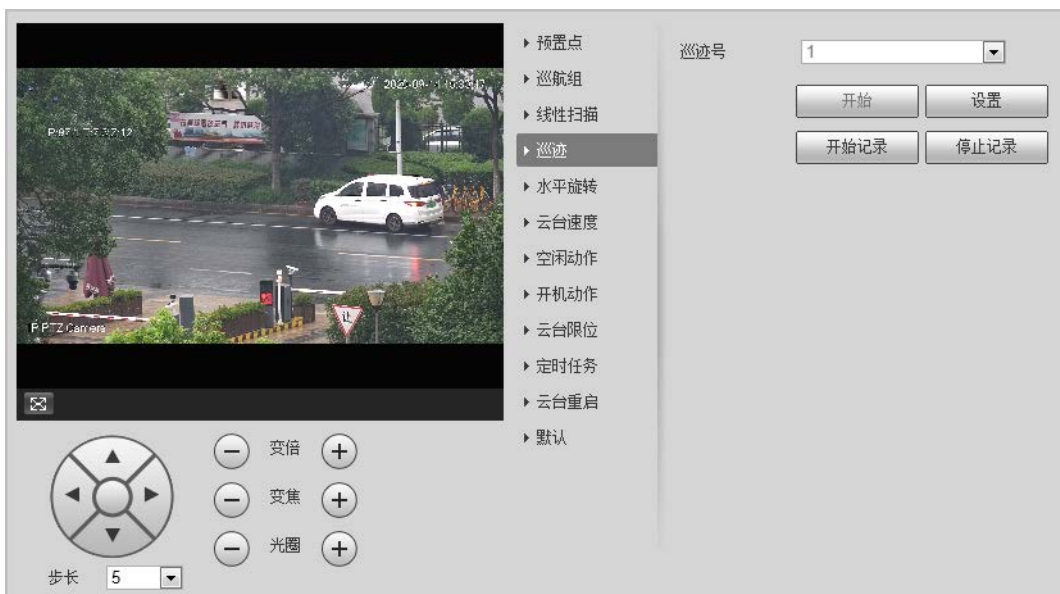 预置点
巡航组
线性扫描
巡迹
水平旋转
云台速度
空闲动作
开机动作
云台限位
定时任务
云台重启
默认
巡迹号 1
开始 设置
开始记录 停止记录
IP PTZ Camera
让
变倍
变焦
光圈
步长 5